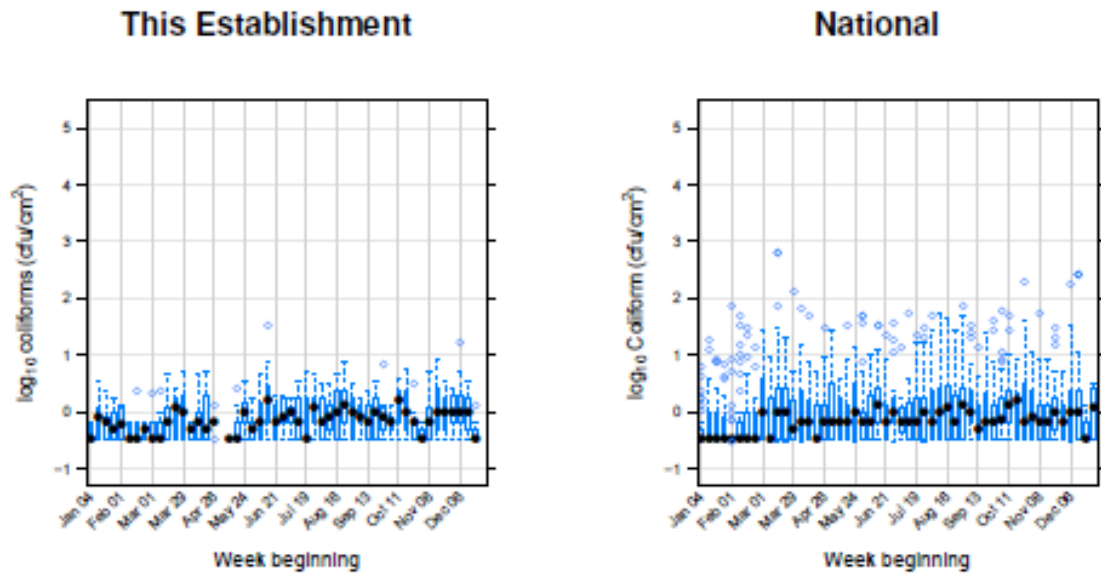 This Establishment
National
log10 coliforms (cfu/cm2)
5
4
3
2
1
0
−1
Jan 04
Feb 01
Mar 01
Mar 29
Apr 26
May 24
Jun 21
Jul 19
Aug 16
Sep 13
Oct 11
Nov 08
Dec 06
Week beginning
log10 Coliform (cfu/cm2)
5
4
3
2
1
0
−1
Jan 04
Feb 01
Mar 01
Mar 29
Apr 26
May 24
Jun 21
Jul 19
Aug 16
Sep 13
Oct 11
Nov 08
Dec 06
Week beginning